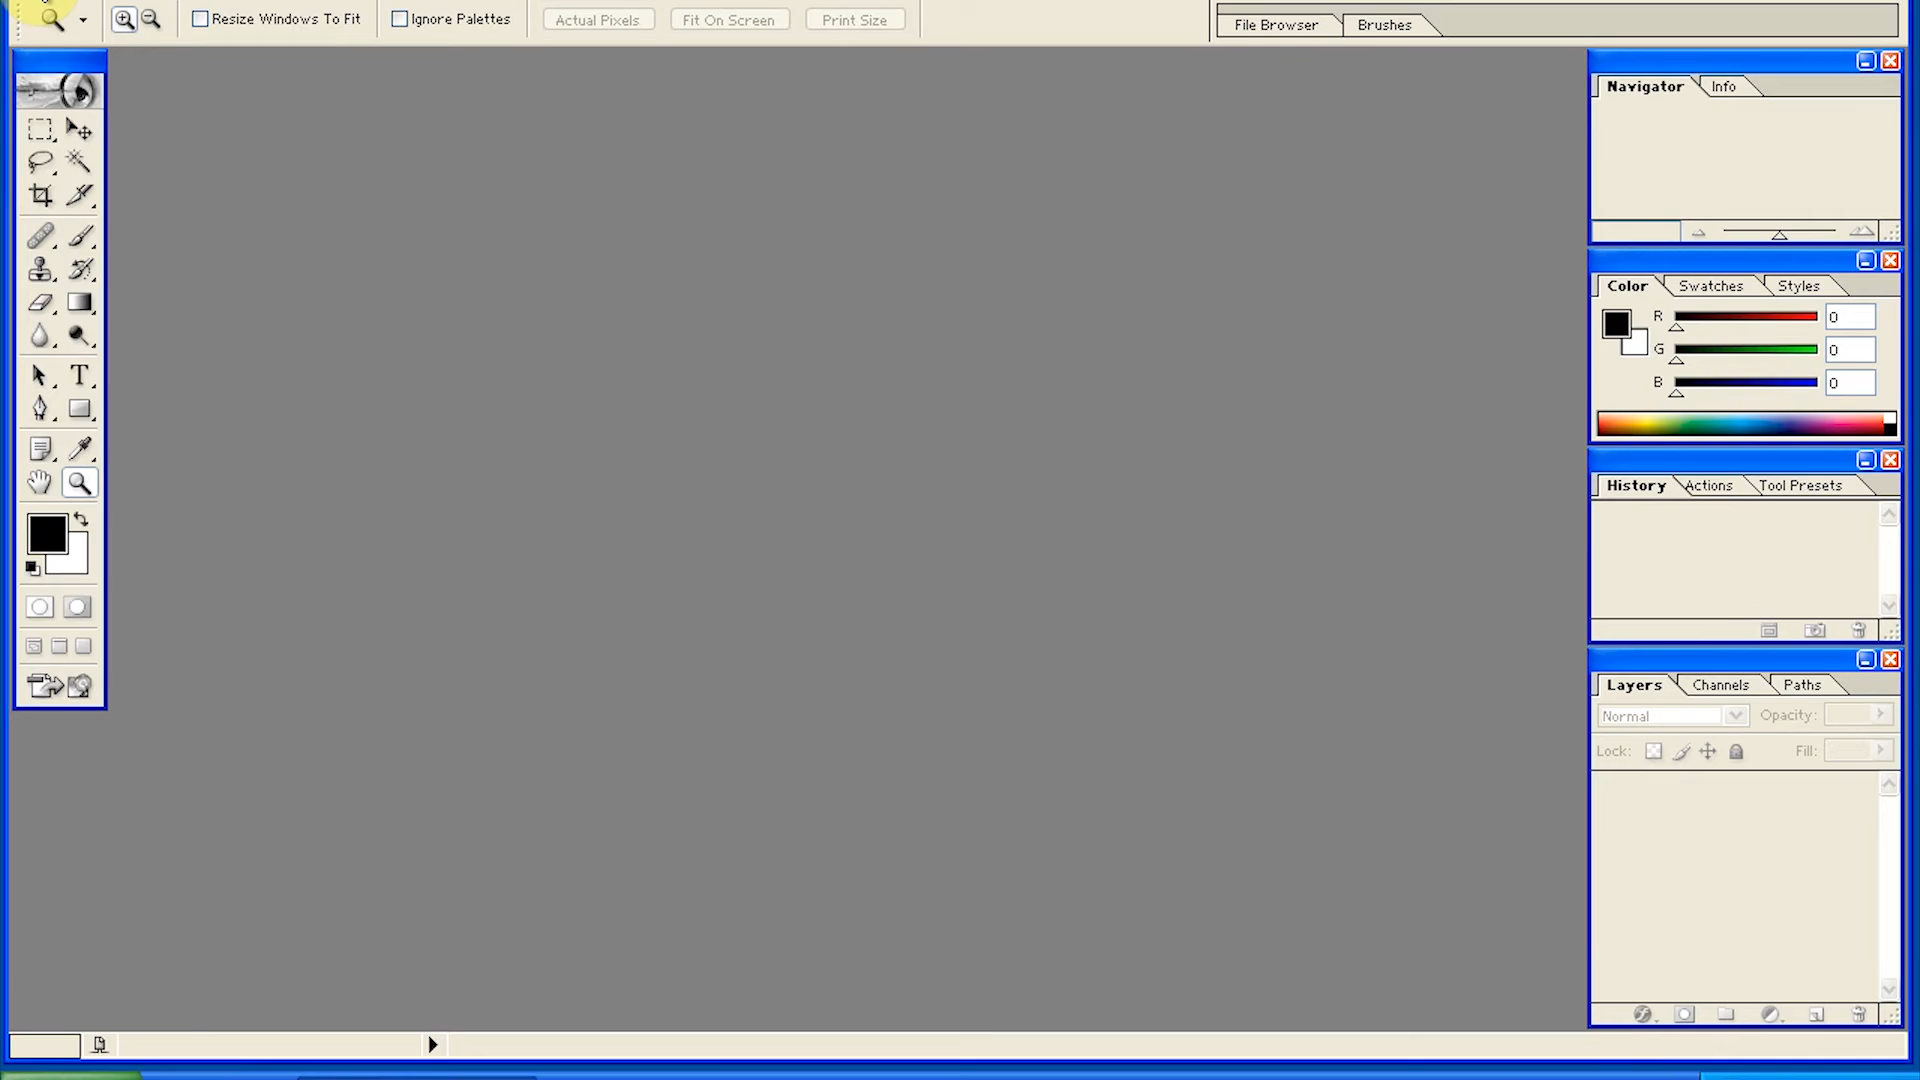 Resize Windows To Fit
Ignore Palettes
Actual Pixels
Fit On Screen
Print Size
File Browser
Brushes
Navigator
Info
Color
Swatches
Styles
R
0
G
0
B
0
T
History
Actions
Tool Presets
Layers
Channels
Paths
Normal
Opacity:
Lock:
Fill: